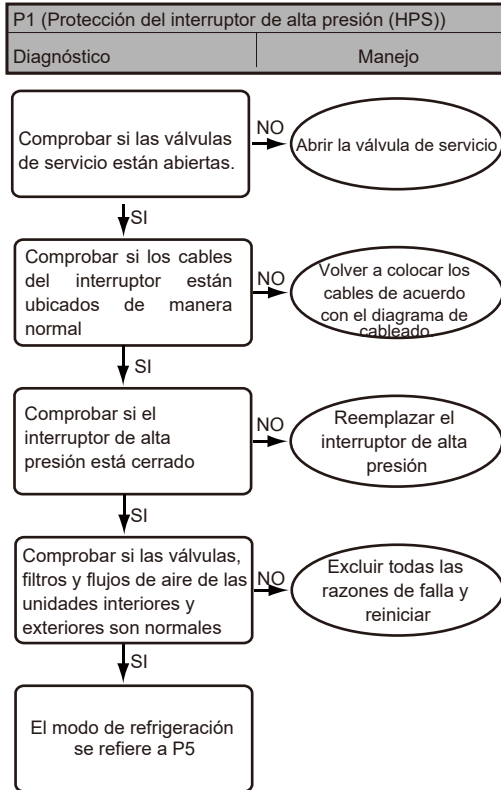 P1 (Protección del interruptor de alta presión (HPS))
Diagnóstico
Manejo
Comprobar si las válvulas
de servicio están abiertas.
NO
Abrir la válvula de servicio
SI
Comprobar si los cables
del interruptor están
ubicados de manera
normal
NO
Volver a colocar los
cables de acuerdo
con el diagrama de
cableado.
SI
Comprobar si el
interruptor de alta
presión está cerrado
NO
Reemplazar el
interruptor de alta
presión
SI
Comprobar si las válvulas,
filtros y flujos de aire de las
unidades interiores y
exteriores son normales
NO
Excluir todas las
razones de falla y
reiniciar
SI
El modo de refrigeración
se refiere a P5